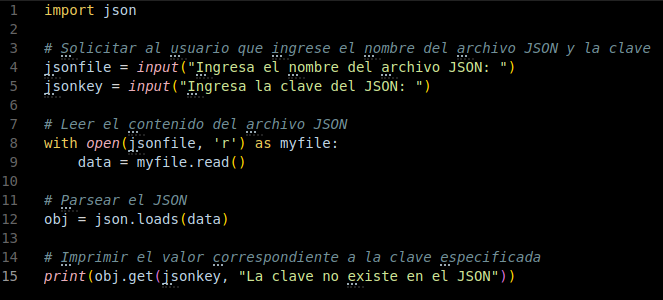 1 import json
2
3 # Solicitar al usuario que ingrese el nombre del archivo JSON y la clave
4 jsonfile = input("Ingresa el nombre del archivo JSON: ")
5 jsonkey = input("Ingresa la clave del JSON: ")
6
7 # Leer el contenido del archivo JSON
8 with open(jsonfile, 'r') as myfile:
9     data = myfile.read()
10
11 # Parsear el JSON
12 obj = json.loads(data)
13
14 # Imprimir el valor correspondiente a la clave especificada
15 print(obj.get(jsonkey, "La clave no existe en el JSON"))